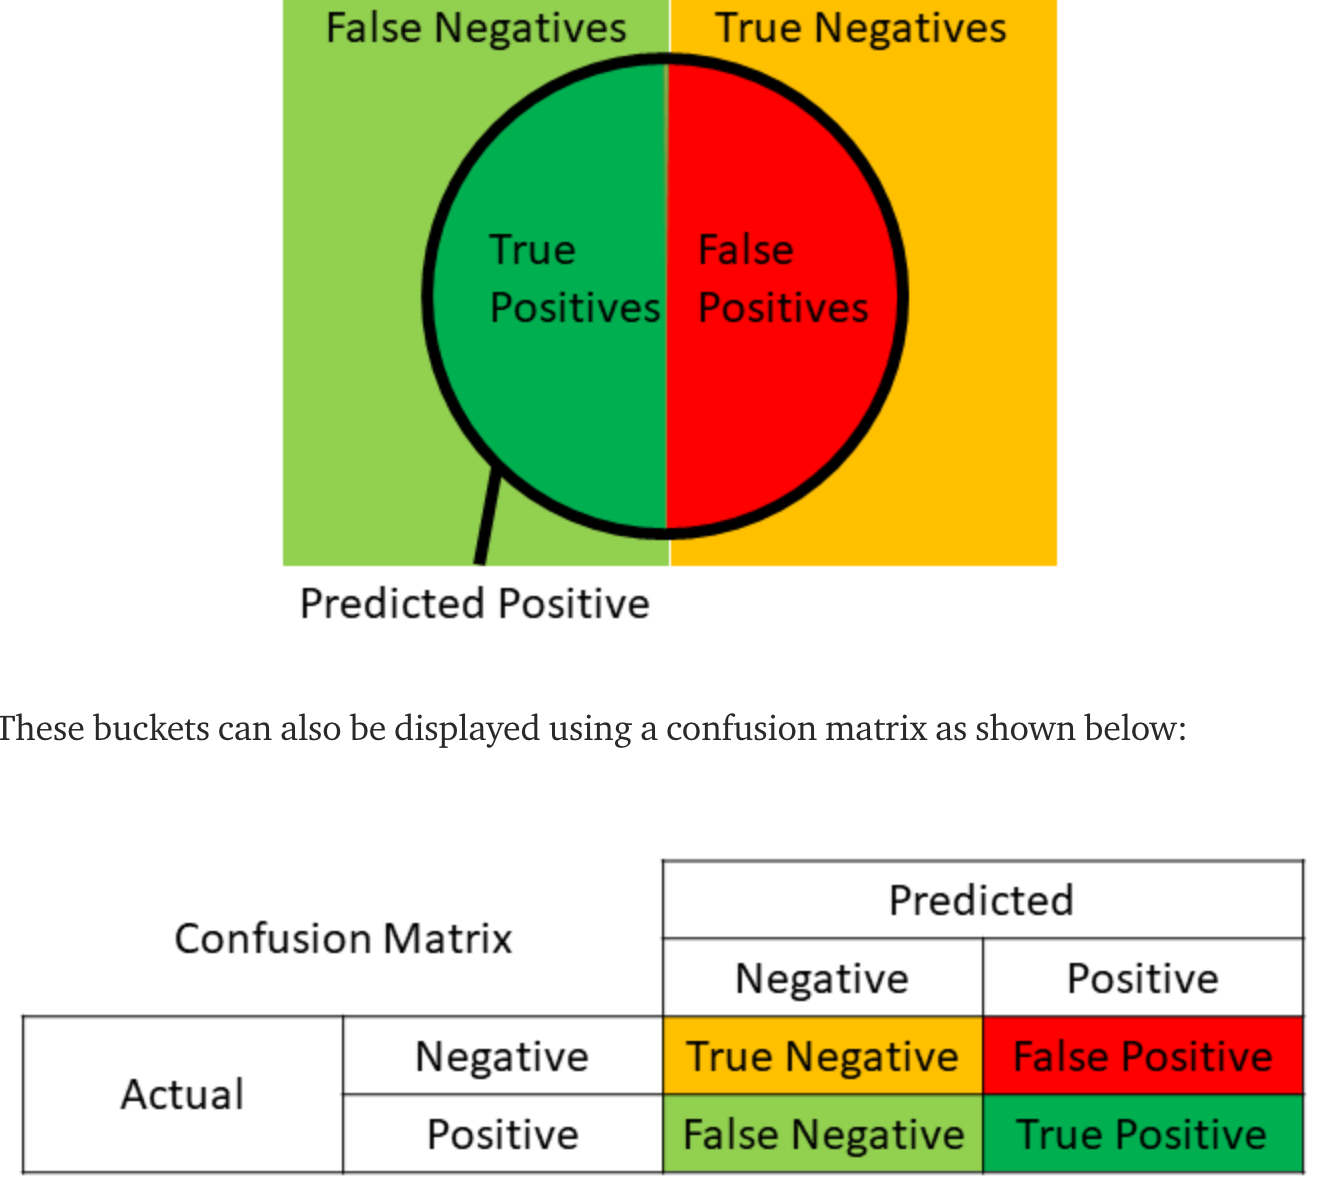 False Negatives True Negatives
True False
Positives Positives
Predicted Positive
These buckets can also be displayed using a confusion matrix as shown below:
Predicted
Confusion Matrix
Negative Positive
Negative True Negative False Positive
Actual
Positive False Negative True Positive